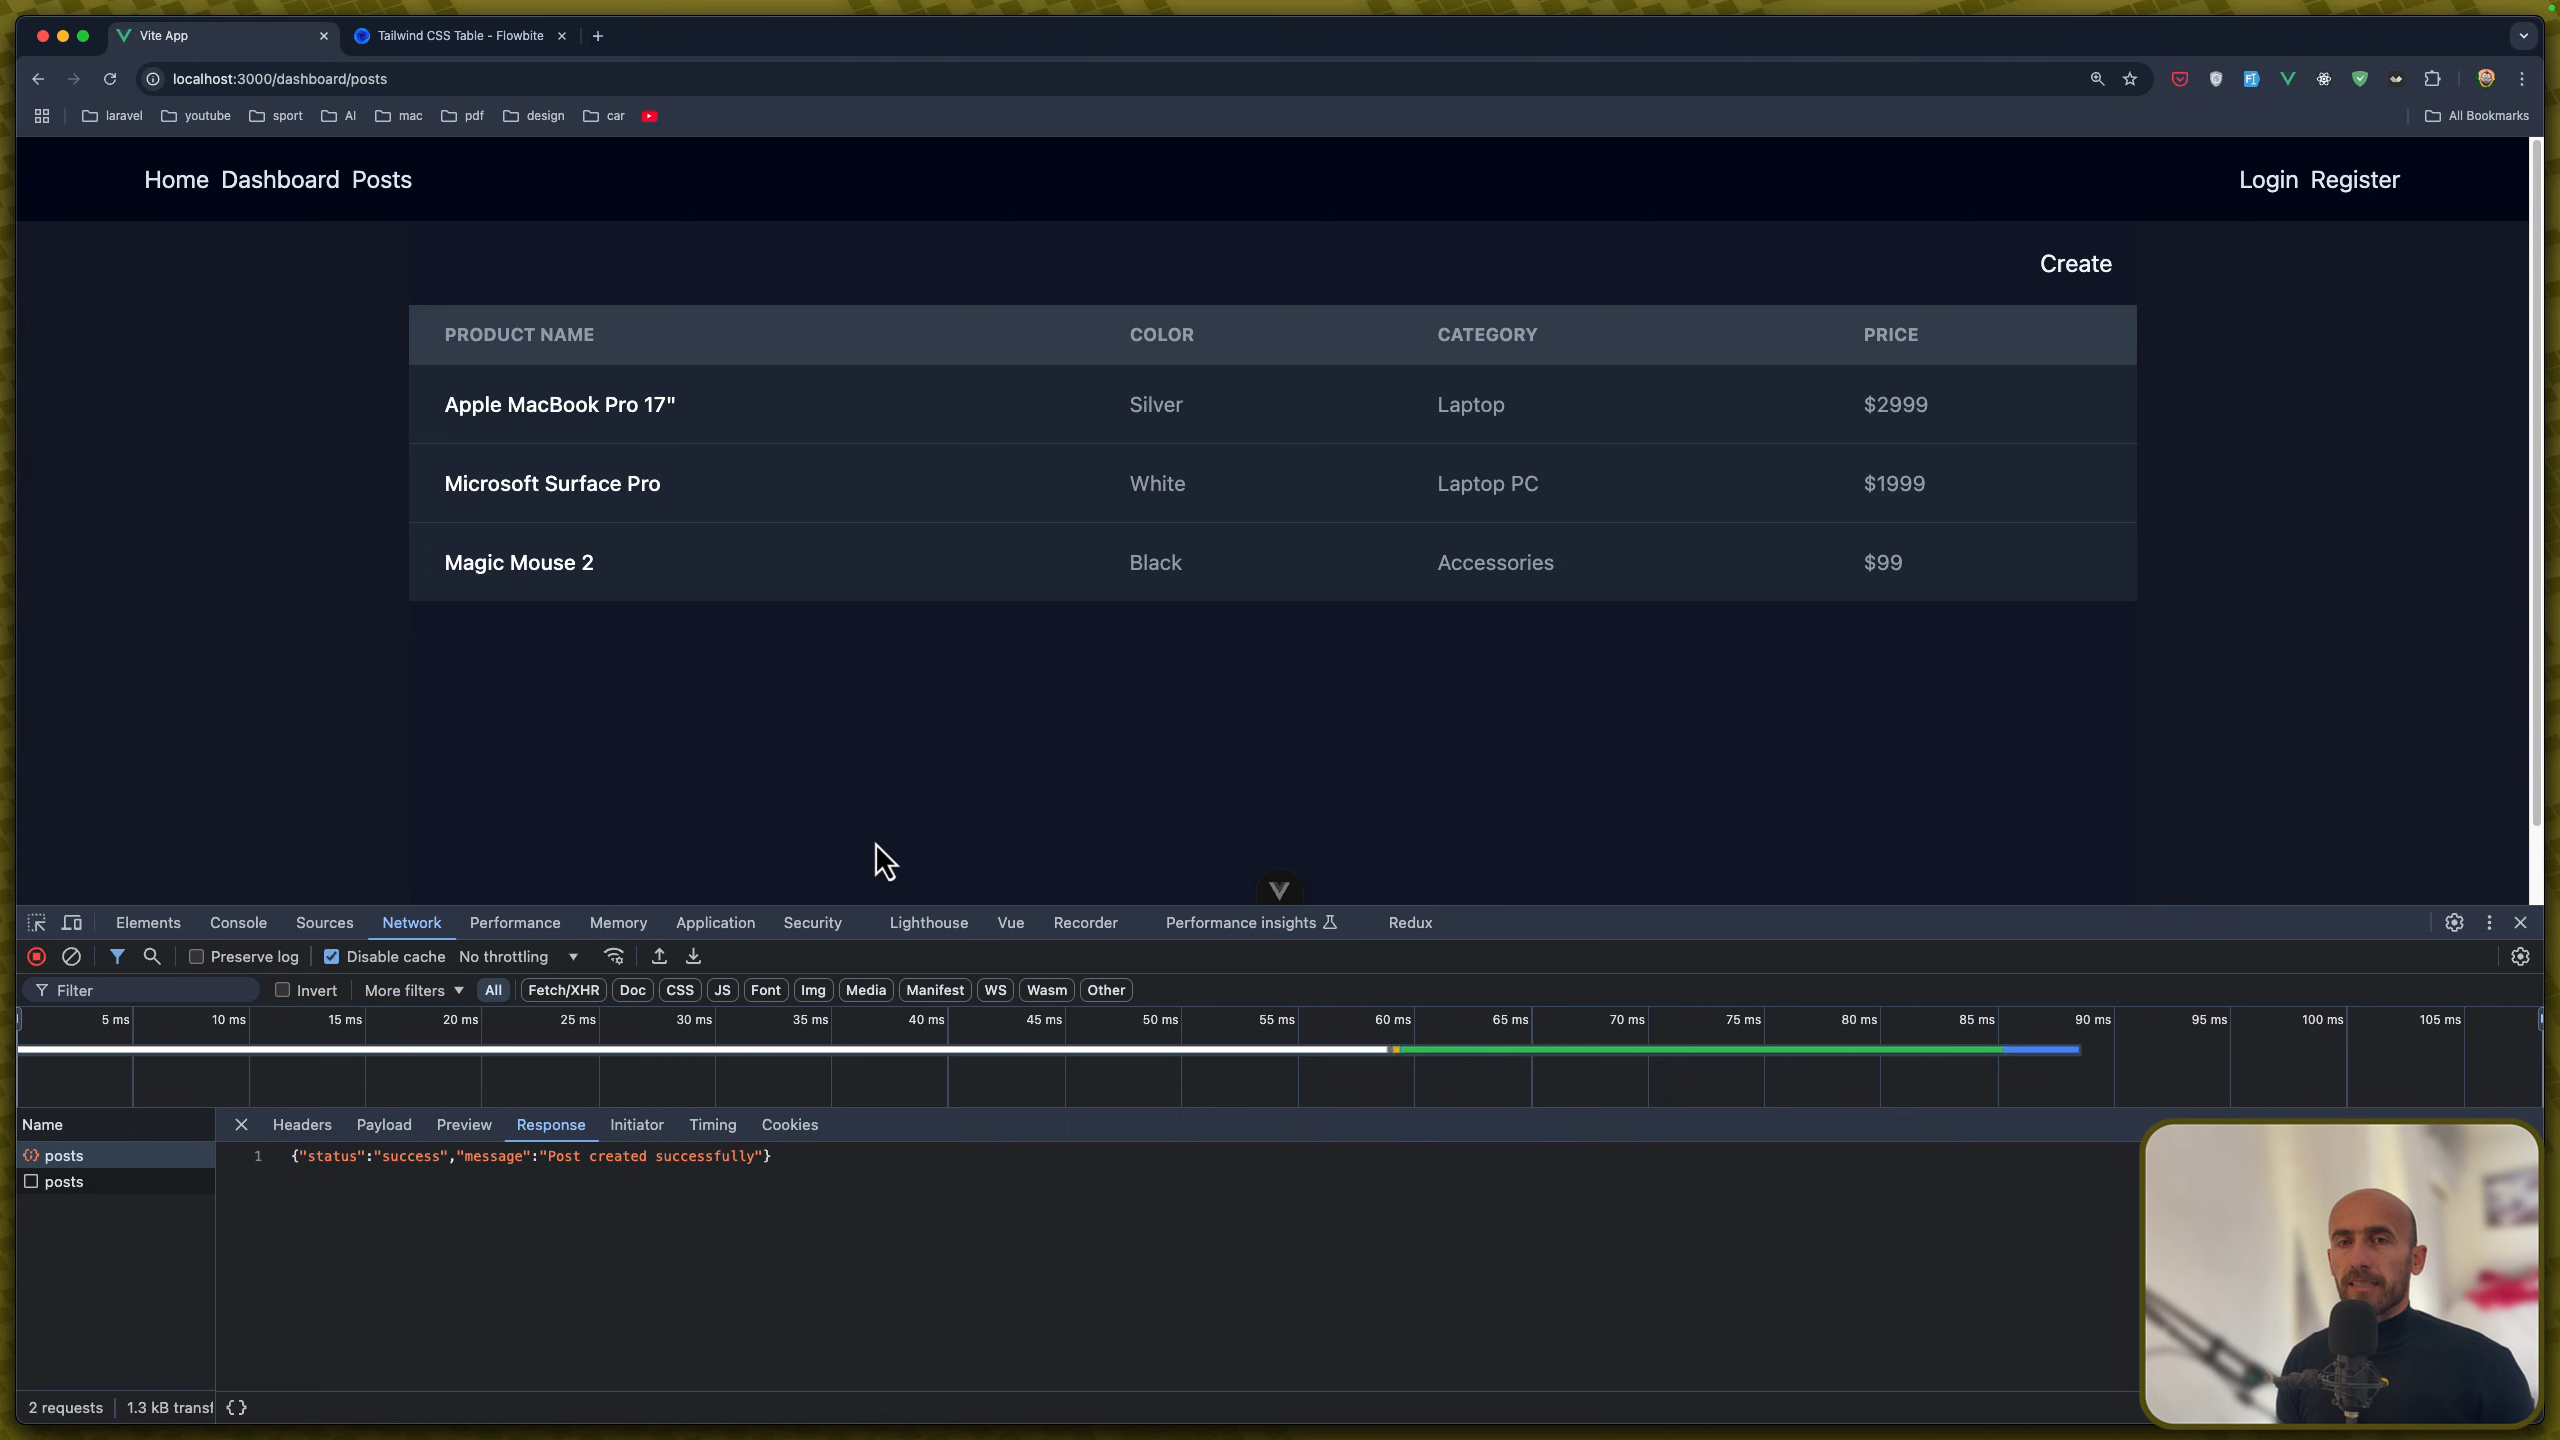 Vite App
Tailwind CSS Table - Flowbite
localhost:3000/dashboard/posts
laravel youtube sport AI mac pdf design car All Bookmarks
Home Dashboard Posts Login Register
Create
PRODUCT NAME COLOR CATEGORY PRICE
Apple MacBook Pro 17" Silver Laptop $2999
Microsoft Surface Pro White Laptop PC $1999
Magic Mouse 2 Black Accessories $99
Elements Console Sources Network Performance Memory Application Security Lighthouse Vue Recorder Performance insights Redux
Preserve log Disable cache No throttling
Filter Invert More filters All Fetch/XHR Doc CSS JS Font Img Media Manifest WS Wasm Other
5 ms 10 ms 15 ms 20 ms 25 ms 30 ms 35 ms 40 ms 45 ms 50 ms 55 ms 60 ms 65 ms 70 ms 75 ms 80 ms 85 ms 90 ms 95 ms 100 ms 105 ms
Name Headers Payload Preview Response Initiator Timing Cookies
posts 1 {"status":"success","message":"Post created successfully"}
posts
2 requests 1.3 kB transf {}